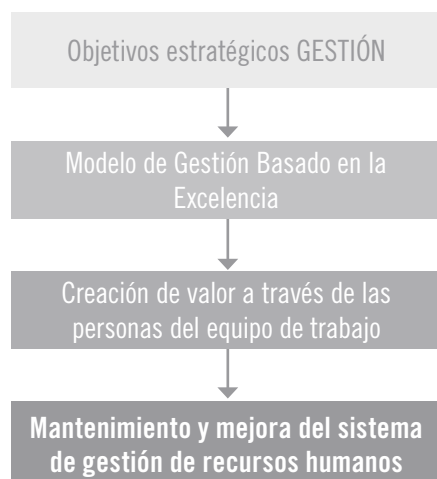 Objetivos estratégicos GESTIÓN
Modelo de Gestión Basado en la
Excelencia
Creación de valor a través de las
personas del equipo de trabajo
Mantenimiento y mejora del sistema
de gestión de recursos humanos